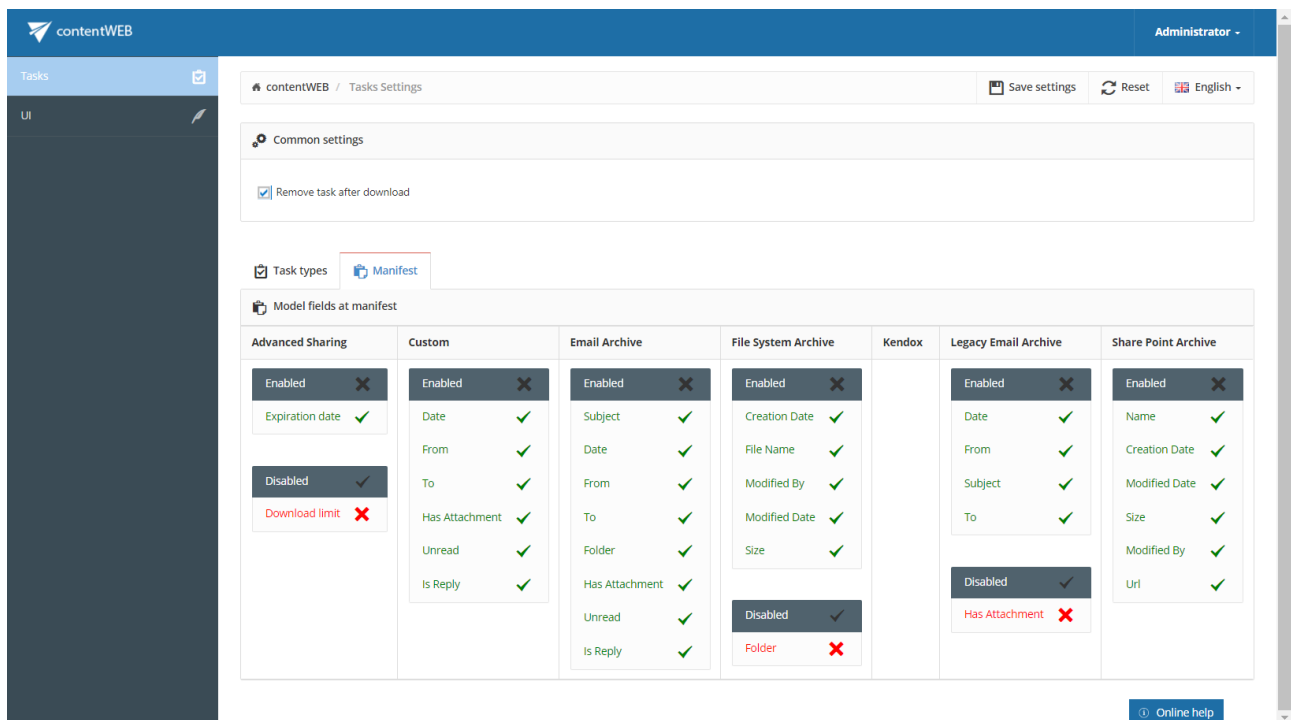 contentWEB
Administrator
Tasks
UI
contentWEB / Tasks Settings
Save settings
Reset
English
Common settings
Remove task after download
Task types
Manifest
Model fields at manifest
Advanced Sharing
Custom
Email Archive
File System Archive
Kendox
Legacy Email Archive
Share Point Archive
Enabled
Expiration date
Disabled
Download limit
Enabled
Date
From
To
Has Attachment
Unread
Is Reply
Enabled
Subject
Date
From
To
Folder
Has Attachment
Unread
Is Reply
Enabled
Creation Date
File Name
Modified By
Modified Date
Size
Disabled
Folder
Enabled
Date
From
Subject
To
Disabled
Has Attachment
Enabled
Name
Creation Date
Modified Date
Size
Modified By
Url
Online help